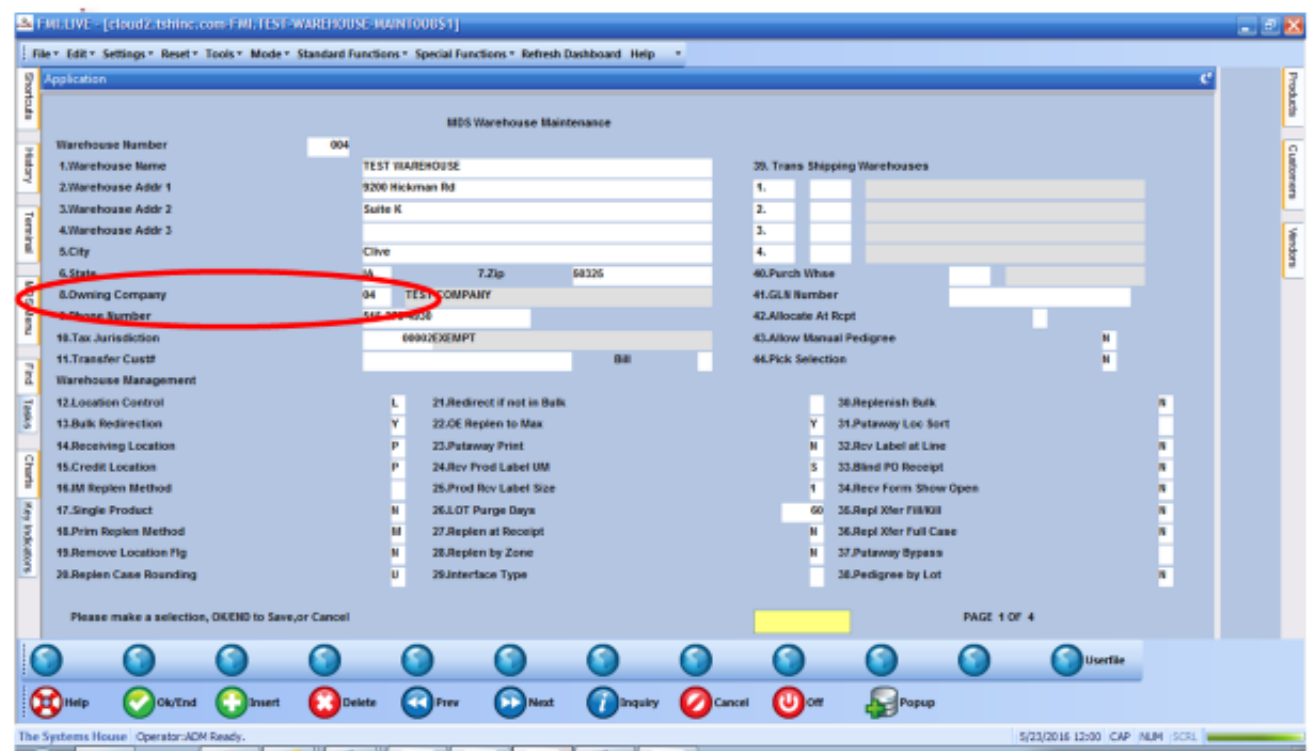 FMI.LIVE - [cloud2.tshinc.com-FMI.TEST-WAREHOUSE-MAINT00B$1]
File Edit Settings Reset Tools Mode Standard Functions Special Functions Refresh Dashboard Help
Application
Shortcuts
History
Terminal
Menu
Find
Tasks
Charts
Key Indicators
Products
Customers
Vendors
MDS Warehouse Maintenance
Warehouse Number 004
1.Warehouse Name TEST WAREHOUSE 39. Trans Shipping Warehouses
2.Warehouse Addr 1 9200 Hickman Rd 1.
3.Warehouse Addr 2 Suite K 2.
4.Warehouse Addr 3 3.
5.City Clive 4.
6.State IA 7.Zip 50325 40.Purch Whse
8.Owning Company 04 TEST COMPANY 41.GLN Number
9.Phone Number 42.Allocate At Rcpt
10.Tax Jurisdiction 00002EXEMPT 43.Allow Manual Pedigree N
11.Transfer Cust# Bill 44.Pick Selection N
Warehouse Management
12.Location Control L 21.Redirect if not in Bulk 30.Replenish Bulk N
13.Bulk Redirection Y 22.OE Replen to Max Y 31.Putaway Loc Sort
14.Receiving Location P 23.Putaway Print N 32.Rcv Label at Line N
15.Credit Location P 24.Rcv Prod Label UM S 33.Blind PO Receipt N
16.IM Replen Method 25.Prod Rcv Label Size 1 34.Recv Form Show Open N
17.Single Product N 26.LOT Purge Days 60 35.Repl Xfer Fill/Kill N
18.Prim Replen Method M 27.Replen at Receipt N 36.Repl Xfer Full Case N
19.Remove Location Flg N 28.Replen by Zone N 37.Putaway Bypass
20.Replen Case Rounding U 29.Interface Type 38.Pedigree by Lot N
Please make a selection, OK/END to Save,or Cancel PAGE 1 OF 4
Userfile
Help Ok/End Insert Delete Prev Next Inquiry Cancel Off Popup
The Systems House Operator:ADM Ready. 5/23/2016 12:00 CAP NUM SCRL